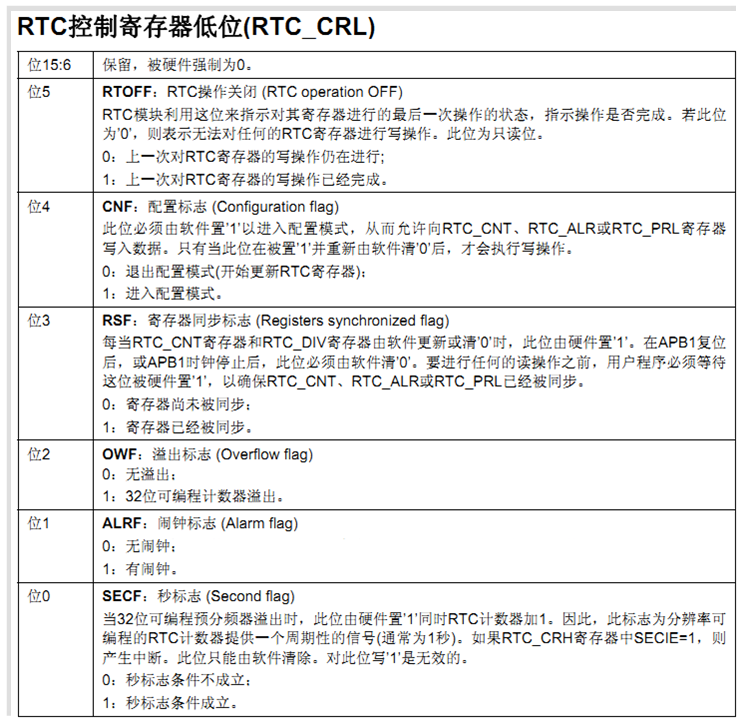 RTC控制寄存器低位(RTC_CRL)
位15:6 保留，被硬件强制为0。
位5 RTOFF：RTC操作关闭 (RTC operation OFF)
RTC模块利用这位来指示对其寄存器进行的最后一次操作的状态，指示操作是否完成。若此位
为'0'，则表示无法对任何的RTC寄存器进行写操作。此位为只读位。
0：上一次对RTC寄存器的写操作仍在进行;
1：上一次对RTC寄存器的写操作已经完成。
位4 CNF：配置标志 (Configuration flag)
此位必须由软件置'1'以进入配置模式，从而允许向RTC_CNT、RTC_ALR或RTC_PRL寄存器
写入数据。只有当此位在被置'1'并重新由软件清'0'后，才会执行写操作。
0：退出配置模式(开始更新RTC寄存器)；
1：进入配置模式。
位3 RSF：寄存器同步标志 (Registers synchronized flag)
每当RTC_CNT寄存器和RTC_DIV寄存器由软件更新或清'0'时，此位由硬件置'1'。在APB1复位
后，或APB1时钟停止后，此位必须由软件清'0'。要进行任何的读操作之前，用户程序必须等待
这位被硬件置'1'，以确保RTC_CNT、RTC_ALR或RTC_PRL已经被同步。
0：寄存器尚未被同步；
1：寄存器已经被同步。
位2 OWF：溢出标志 (Overflow flag)
0：无溢出；
1：32位可编程计数器溢出。
位1 ALRF：闹钟标志 (Alarm flag)
0：无闹钟；
1：有闹钟。
位0 SECF：秒标志 (Second flag)
当32位可编程预分频器溢出时，此位由硬件置'1'同时RTC计数器加1。因此，此标志为分辨率可
编程的RTC计数器提供一个周期性的信号(通常为1秒)。如果RTC_CRH寄存器中SECIE=1，则
产生中断。此位只能由软件清除。对此位写'1'是无效的。
0：秒标志条件不成立；
1：秒标志条件成立。